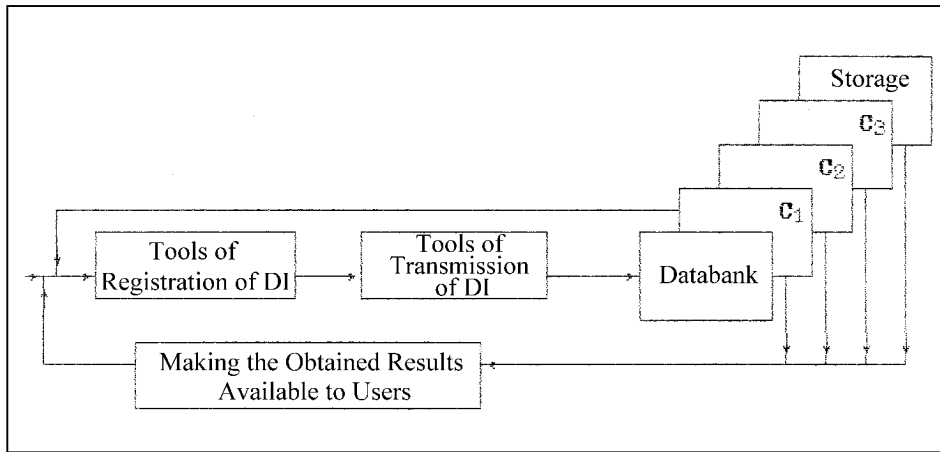 Storage
C3
C2
C1
Tools of
Registration of DI
Tools of
Transmission
of DI
Databank
Making the Obtained Results
Available to Users